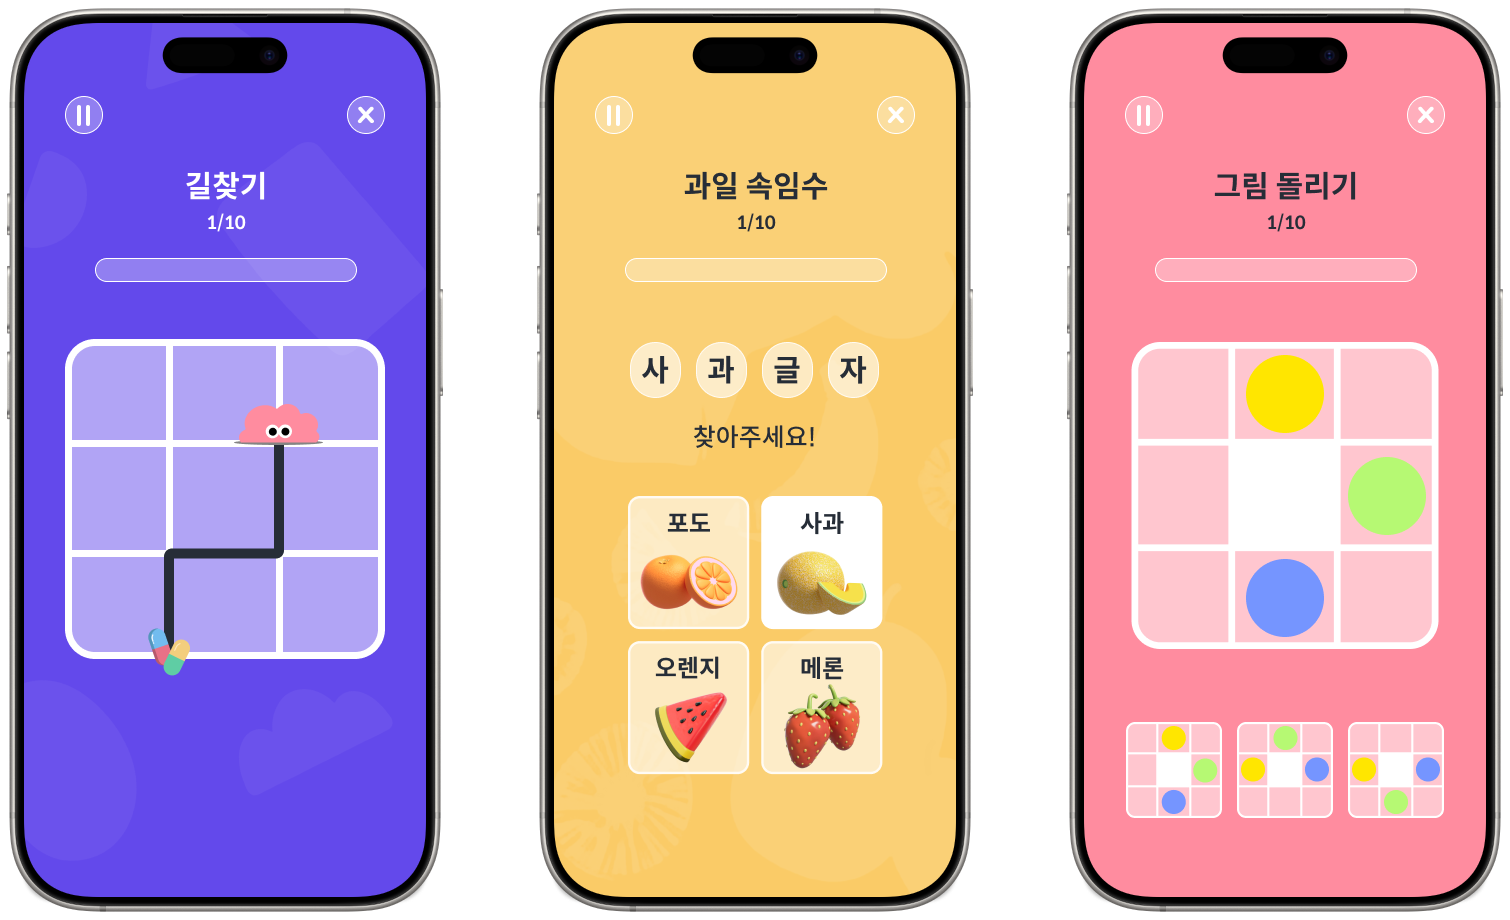 길찾기
1/10
과일 속임수
1/10
사 과 글 자
찾아주세요!
포도
사과
오렌지
메론
그림 돌리기
1/10